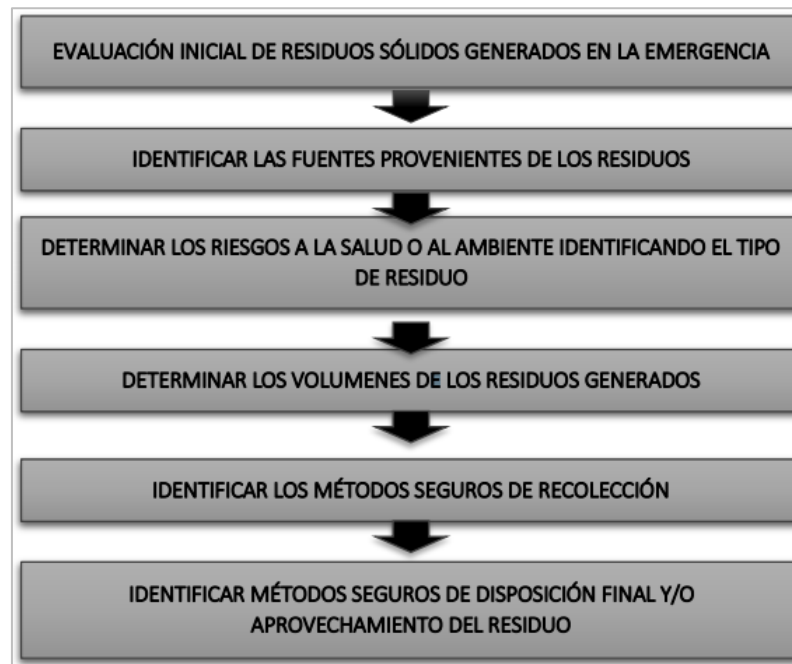 EVALUACIÓN INICIAL DE RESIDUOS SÓLIDOS GENERADOS EN LA EMERGENCIA
IDENTIFICAR LAS FUENTES PROVENIENTES DE LOS RESIDUOS
DETERMINAR LOS RIESGOS A LA SALUD O AL AMBIENTE IDENTIFICANDO EL TIPO
DE RESIDUO
DETERMINAR LOS VOLUMENES DE LOS RESIDUOS GENERADOS
IDENTIFICAR LOS MÉTODOS SEGUROS DE RECOLECCIÓN
IDENTIFICAR MÉTODOS SEGUROS DE DISPOSICIÓN FINAL Y/O
APROVECHAMIENTO DEL RESIDUO